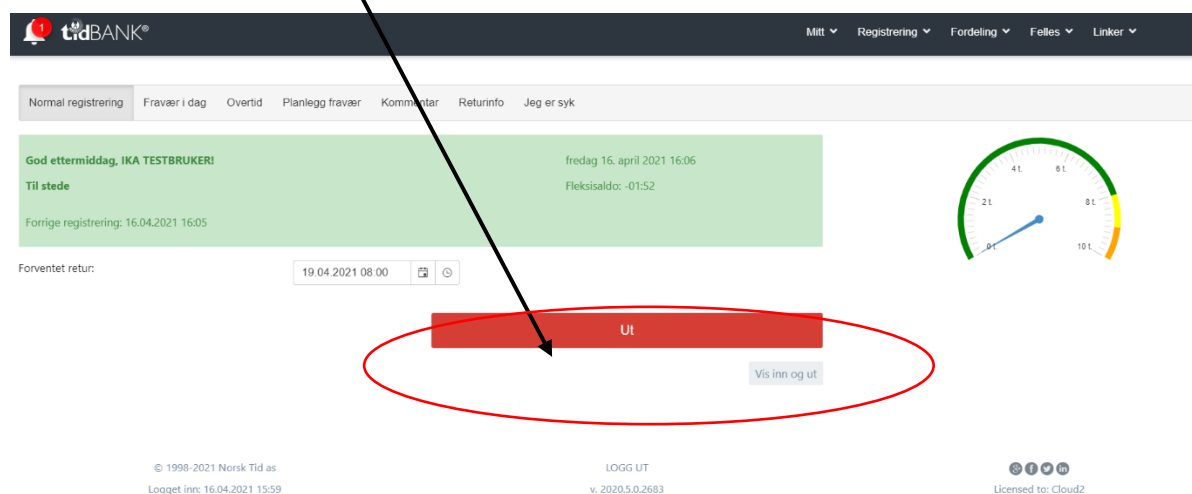 1
tidBANK®
Mitt Registrering Fordeling Felles Linker
Normal registrering Fravær i dag Overtid Planlegg fravær Kommentar Returinfo Jeg er syk
God ettermiddag, IKA TESTBRUKER!
fredag 16. april 2021 16:06
Til stede
Fleksisaldo: -01:52
Forrige registrering: 16.04.2021 16:05
0 t. 2 t. 4 t. 6 t. 8 t. 10 t.
Forventet retur:
19.04.2021 08:00
Ut
Vis inn og ut
© 1998-2021 Norsk Tid as
LOGG UT
Logget inn: 16.04.2021 15:59
v. 2020.5.0.2683
Licensed to: Cloud2